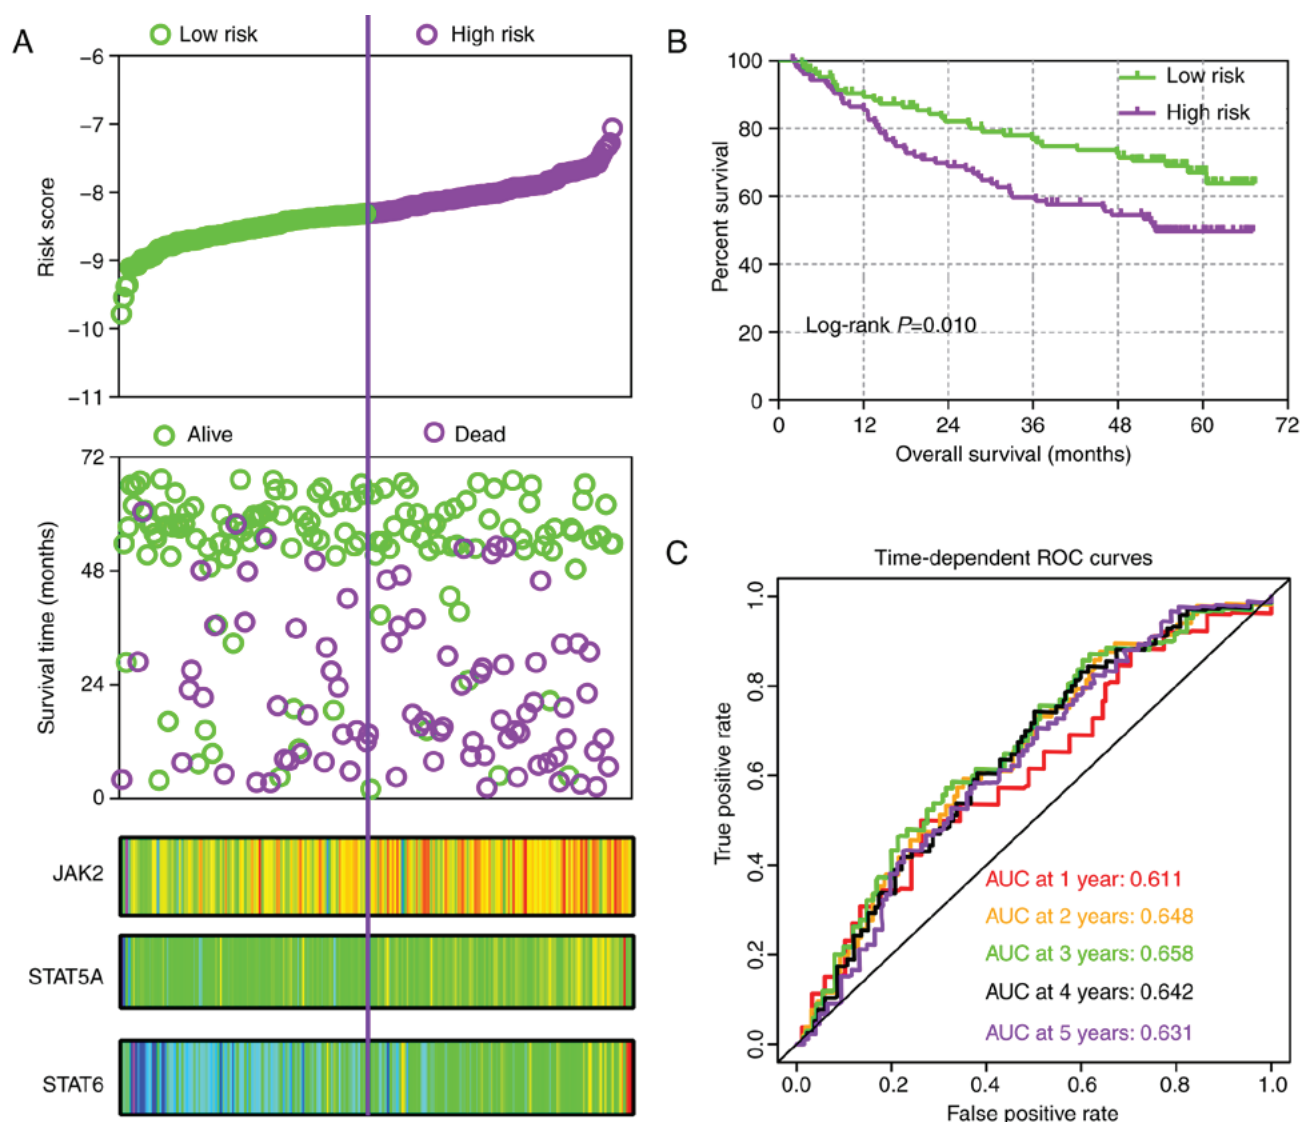 A
Low risk
High risk
−6
−7
−8
−9
−10
−11
Risk score
Alive
Dead
72
48
24
0
Survival time (months)
JAK2
STAT5A
STAT6
B
100
80
60
40
20
0
Percent survival
Low risk
High risk
Log-rank P=0.010
0 12 24 36 48 60 72
Overall survival (months)
C
Time-dependent ROC curves
1.0
0.8
0.6
0.4
0.2
0.0
True positive rate
AUC at 1 year: 0.611
AUC at 2 years: 0.648
AUC at 3 years: 0.658
AUC at 4 years: 0.642
AUC at 5 years: 0.631
0.0 0.2 0.4 0.6 0.8 1.0
False positive rate